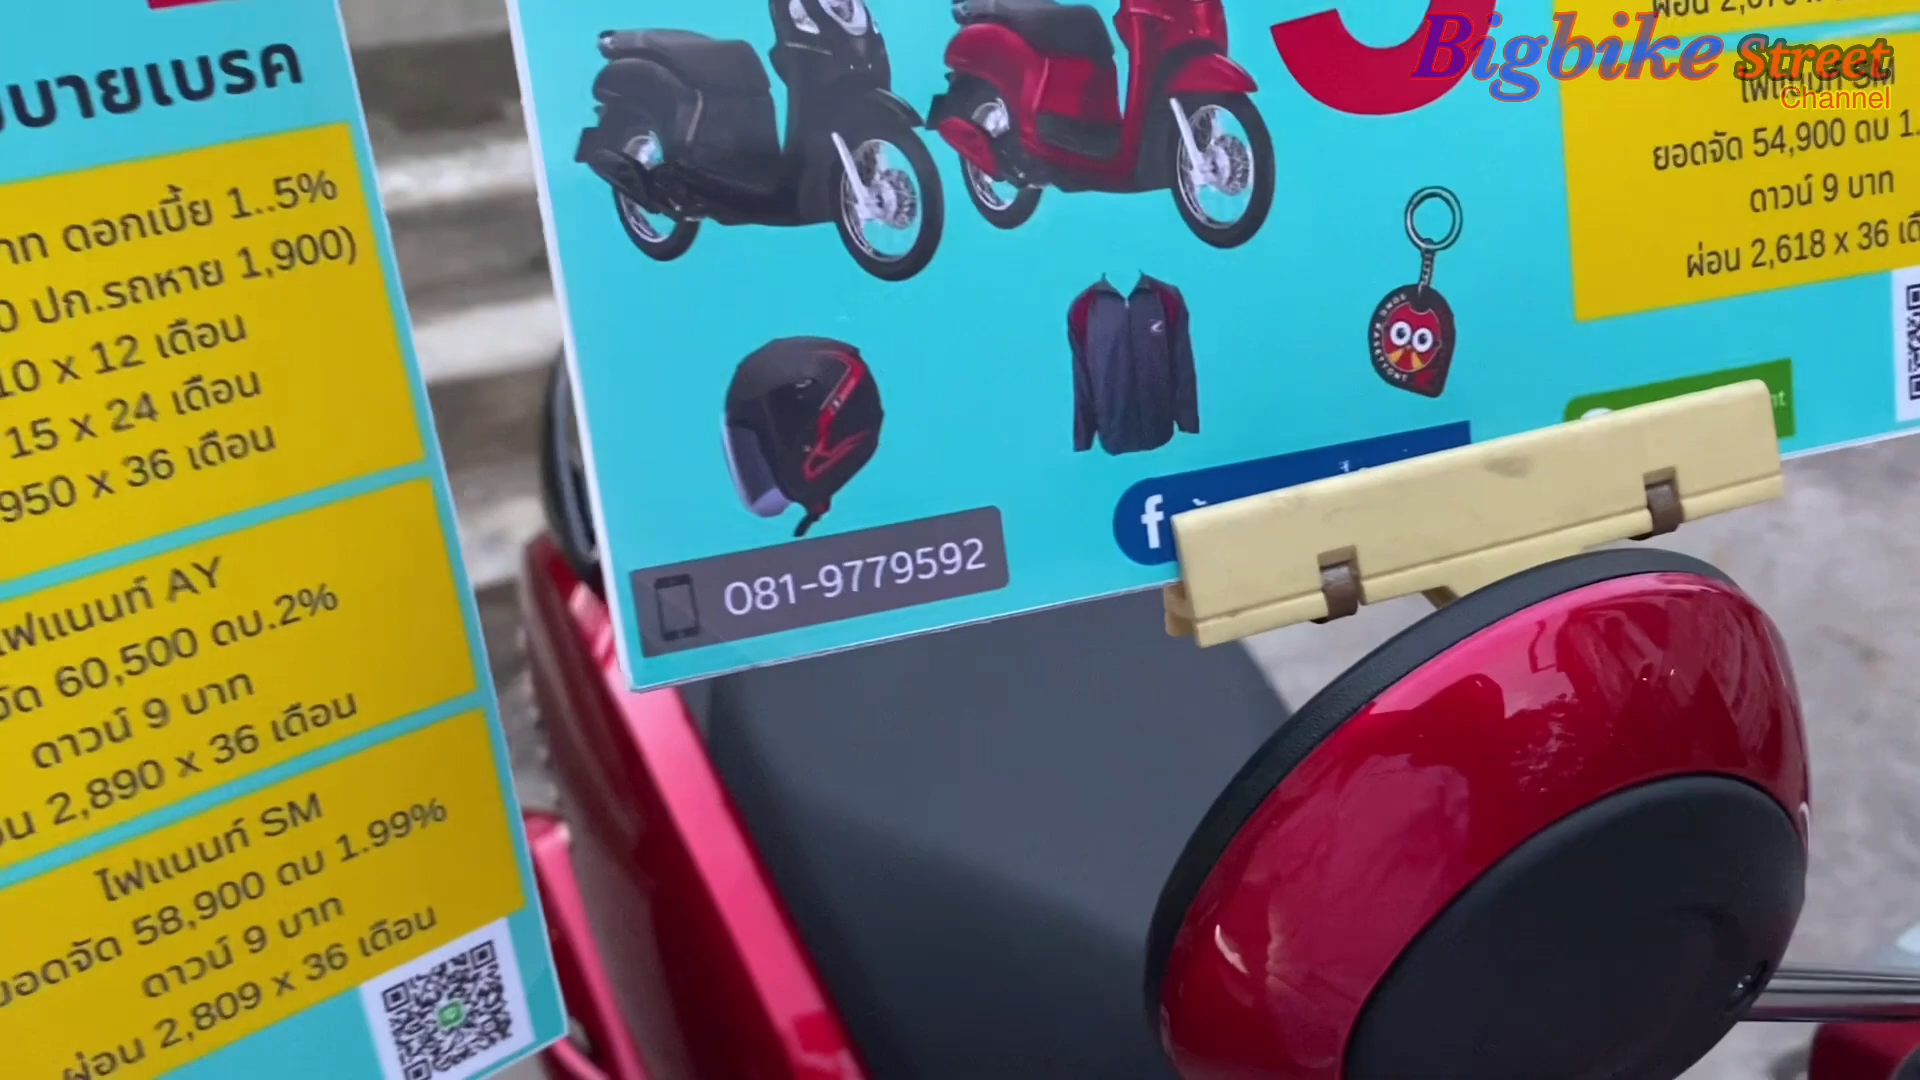 บายเบรค
ดอกเบี้ย 1..5%
ปก.รถหาย 1,900)
10 x 12 เดือน
15 x 24 เดือน
950 x 36 เดือน
ไฟแนนท์ AY
60,500 ดบ.2%
ดาวน์ 9 บาท
2,890 x 36 เดือน
ไฟแนนท์ SM
ยอดจัด 58,900 ดบ 1.99%
ดาวน์ 9 บาท
ผ่อน 2,809 x 36 เดือน
081-9779592
f
Bigbike Street
Channel
ยอดจัด 54,900 ดบ 1.
ดาวน์ 9 บาท
ผ่อน 2,618 x 36